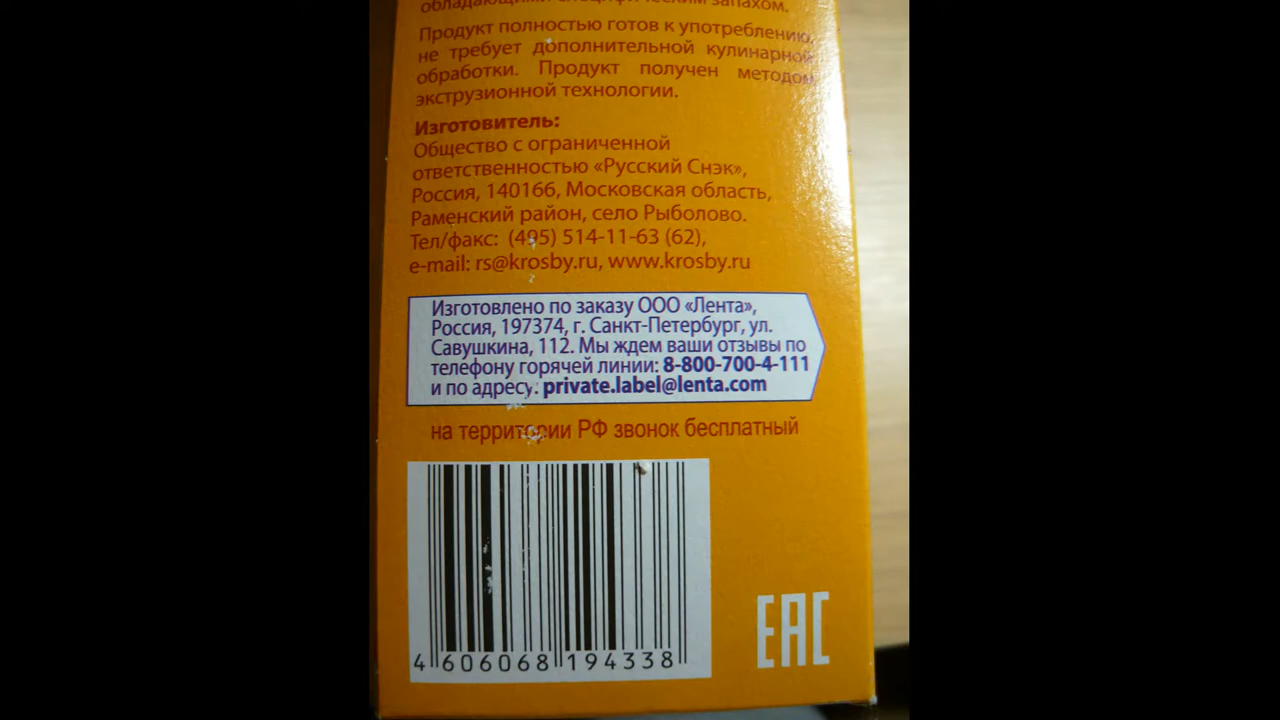 обладающими специфическим запахом.
Продукт полностью готов к употреблению,
не требует дополнительной кулинарной
обработки. Продукт получен методом
экструзионной технологии.
Изготовитель:
Общество с ограниченной
ответственностью «Русский Снэк»,
Россия, 140166, Московская область,
Раменский район, село Рыболово.
Тел/факс: (495) 514-11-63 (62),
e-mail: rs@krosby.ru, www.krosby.ru
Изготовлено по заказу ООО «Лента»,
Россия, 197374, г. Санкт-Петербург, ул.
Савушкина, 112. Мы ждем ваши отзывы по
телефону горячей линии: 8-800-700-4-111
и по адресу: private.label@lenta.com
на территории РФ звонок бесплатный
4 606068 194338
EAC